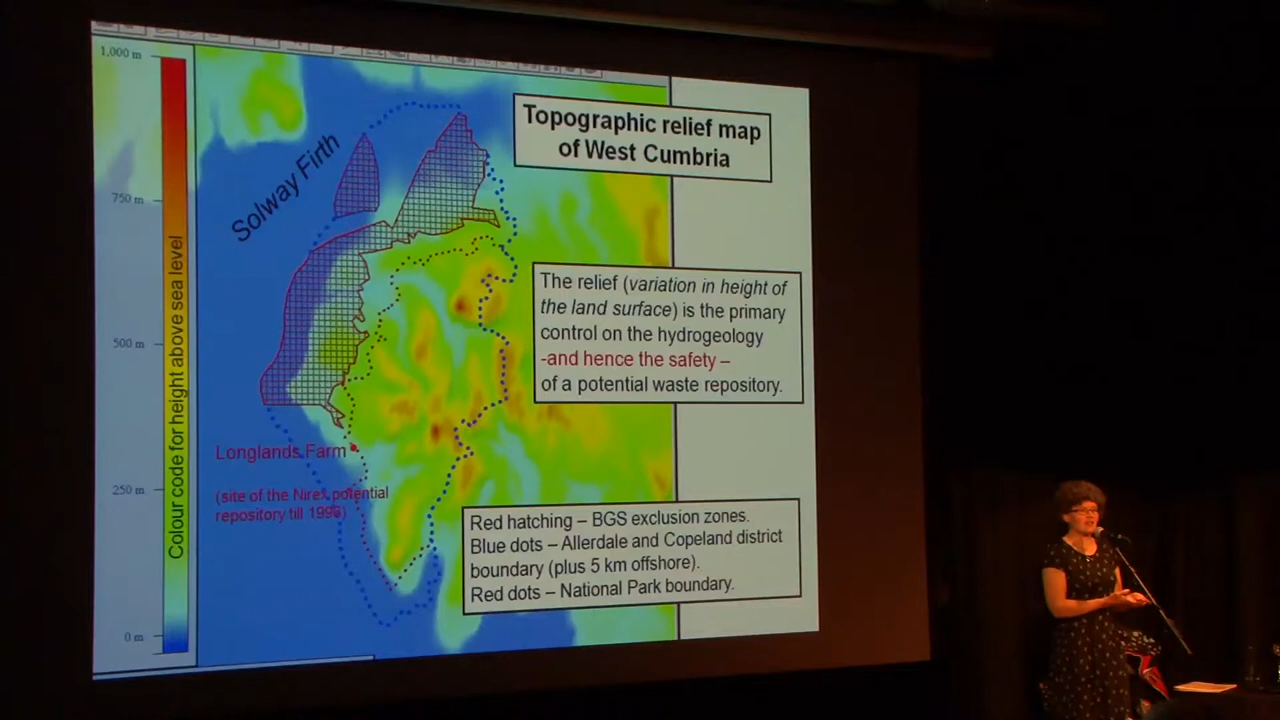 1,000 m
750 m
500 m
250 m
0 m
Colour code for height above sea level
Solway Firth
Topographic relief map
of West Cumbria
The relief (variation in height of
the land surface) is the primary
control on the hydrogeology
-and hence the safety –
of a potential waste repository.
Longlands Farm
(site of the Nirex potential
repository till 1996)
Red hatching – BGS exclusion zones.
Blue dots – Allerdale and Copeland district
boundary (plus 5 km offshore).
Red dots – National Park boundary.